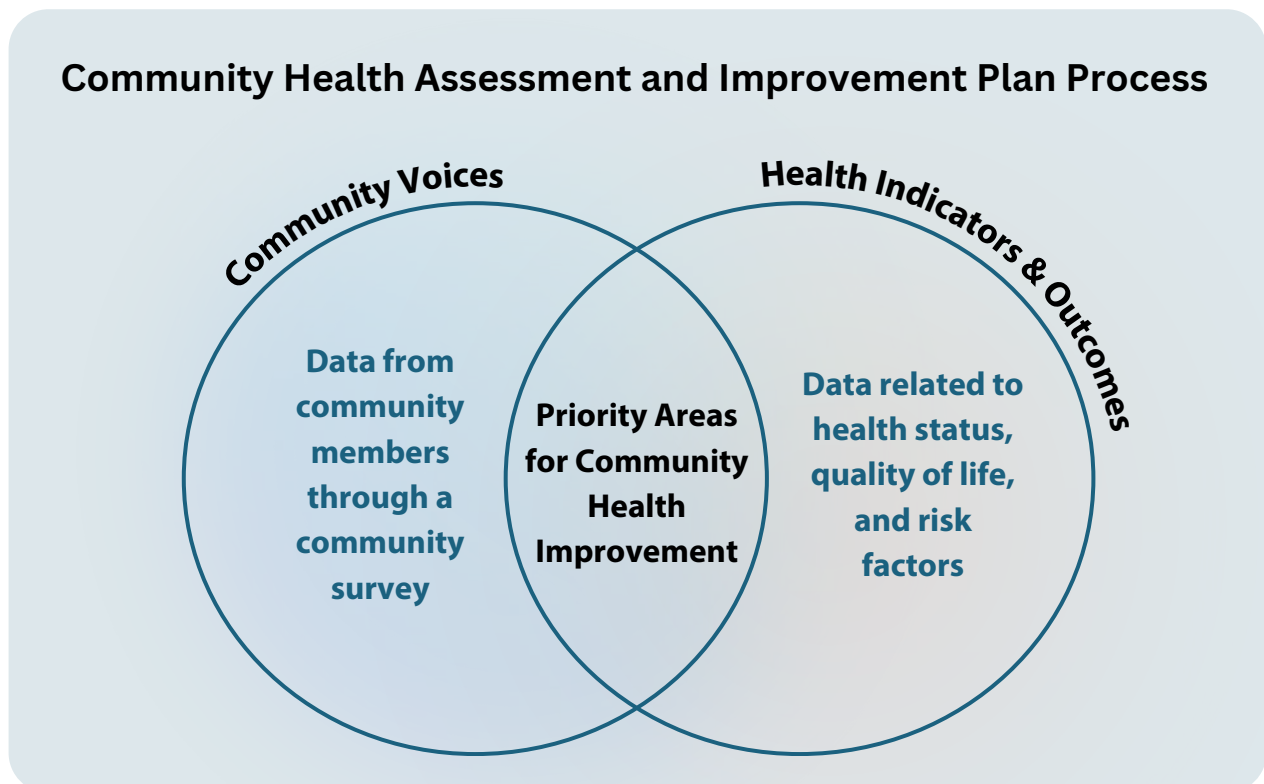 Community Health Assessment and Improvement Plan Process
Community Voices
Health Indicators & Outcomes
Data from
community
members
through a
community
survey
Priority Areas
for Community
Health
Improvement
Data related to
health status,
quality of life,
and risk
factors